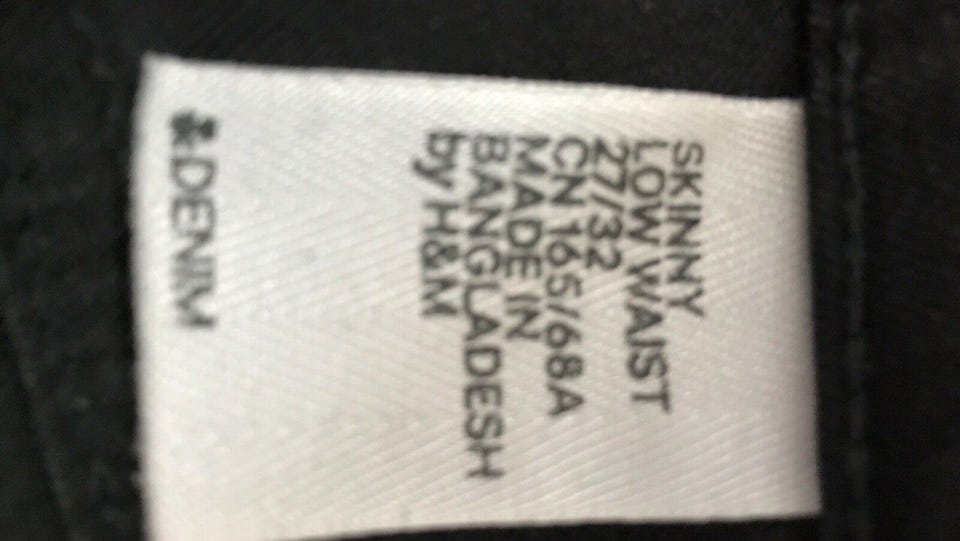 SKINNY
LOW WAIST
27/32
CN 165/68A
MADE IN
BANGLADESH
by H&M
&DENIM